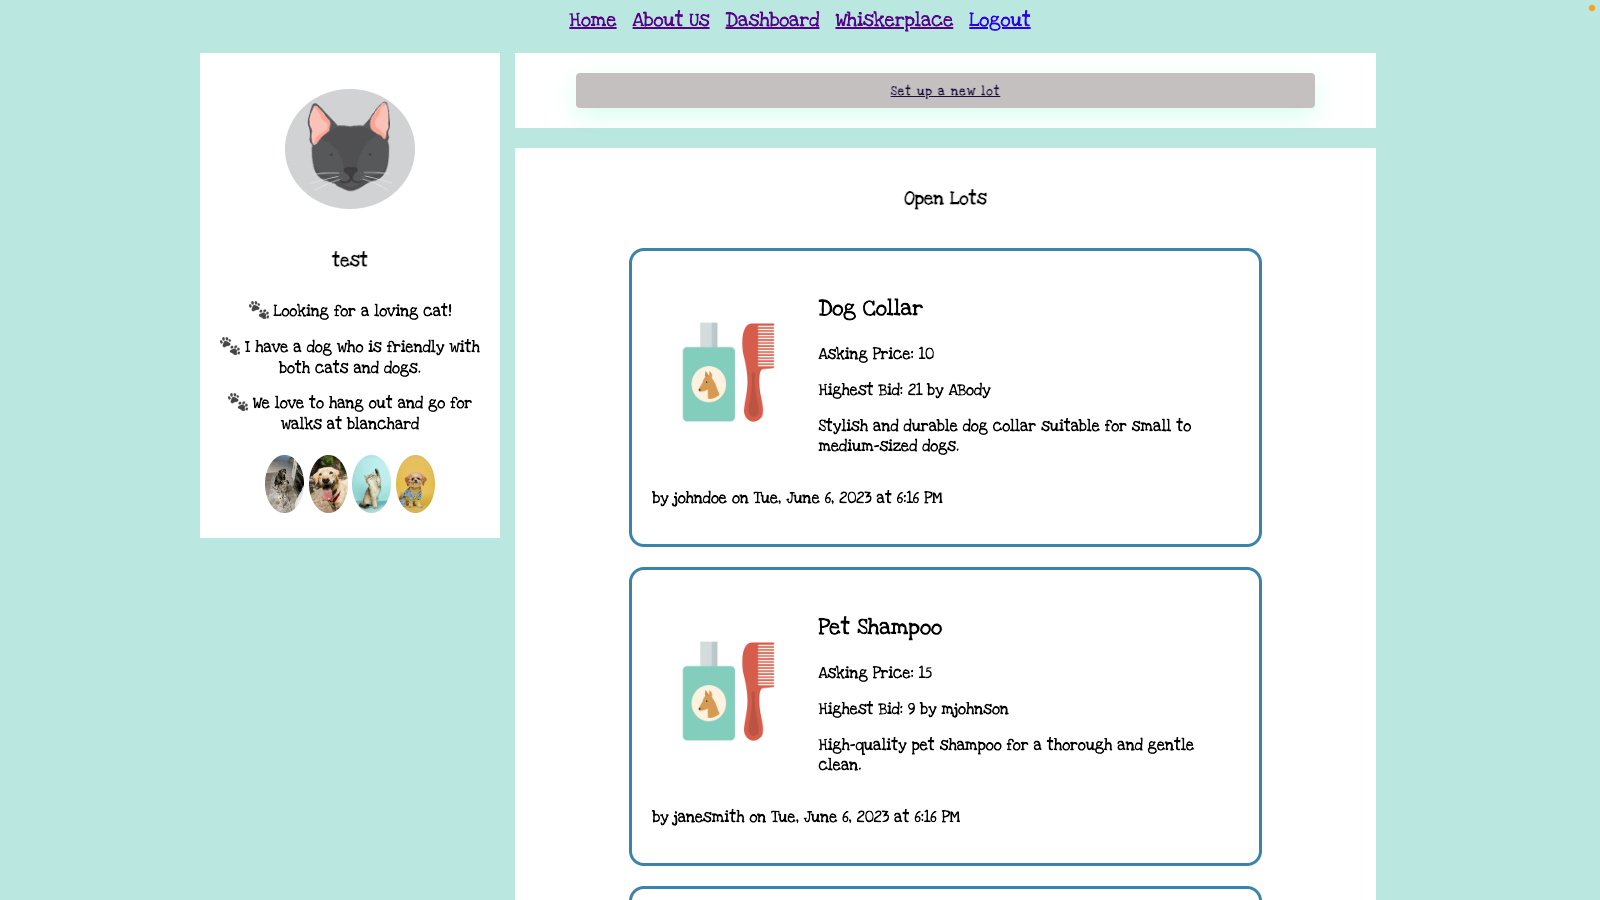 Home About Us Dashboard Whiskerplace Logout
test
🐾 Looking for a loving cat!
🐾 I have a dog who is friendly with
both cats and dogs.
🐾 We love to hang out and go for
walks at blanchard
Set up a new lot
Open Lots
Dog Collar
Asking Price: 10
Highest Bid: 21 by ABody
Stylish and durable dog collar suitable for small to
medium-sized dogs.
by johndoe on Tue, June 6, 2023 at 6:16 PM
Pet Shampoo
Asking Price: 15
Highest Bid: 9 by mjohnson
High-quality pet shampoo for a thorough and gentle
clean.
by janesmith on Tue, June 6, 2023 at 6:16 PM